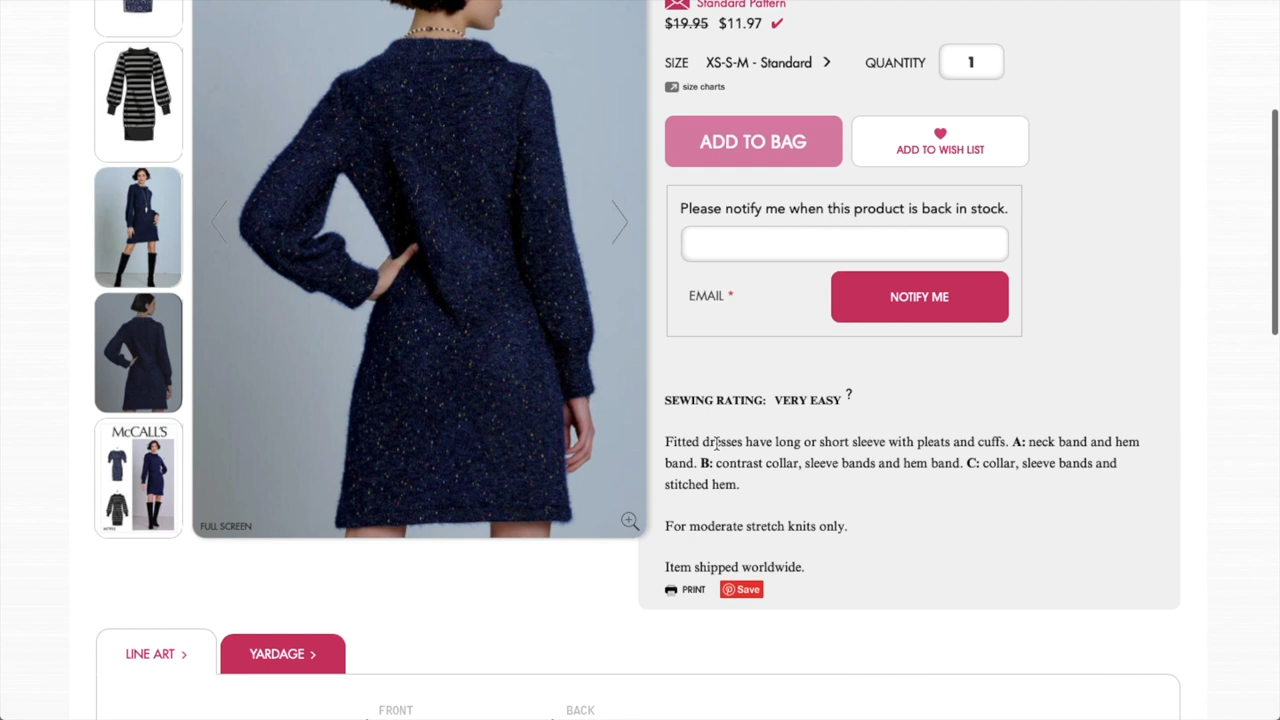 Standard Pattern
$19.95 $11.97
SIZE XS-S-M - Standard > QUANTITY 1
size charts
ADD TO BAG
ADD TO WISH LIST
Please notify me when this product is back in stock.
EMAIL *
NOTIFY ME
SEWING RATING: VERY EASY ?
Fitted dresses have long or short sleeve with pleats and cuffs. A: neck band and hem
band. B: contrast collar, sleeve bands and hem band. C: collar, sleeve bands and
stitched hem.
For moderate stretch knits only.
Item shipped worldwide.
PRINT Save
McCALL'S
FULL SCREEN
LINE ART >
YARDAGE >
FRONT
BACK